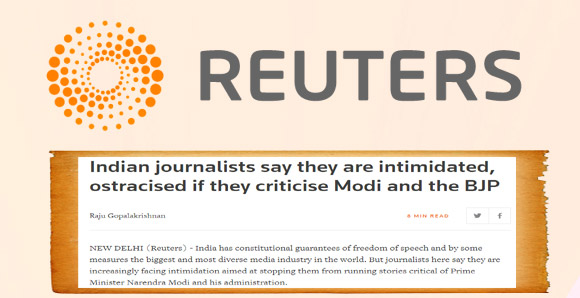 REUTERS
Indian journalists say they are intimidated,
ostracised if they criticise Modi and the BJP
Raju Gopalakrishnan
8 MIN READ
NEW DELHI (Reuters) - India has constitutional guarantees of freedom of speech and by some
measures the biggest and most diverse media industry in the world. But journalists here say they are
increasingly facing intimidation aimed at stopping them from running stories critical of Prime
Minister Narendra Modi and his administration.